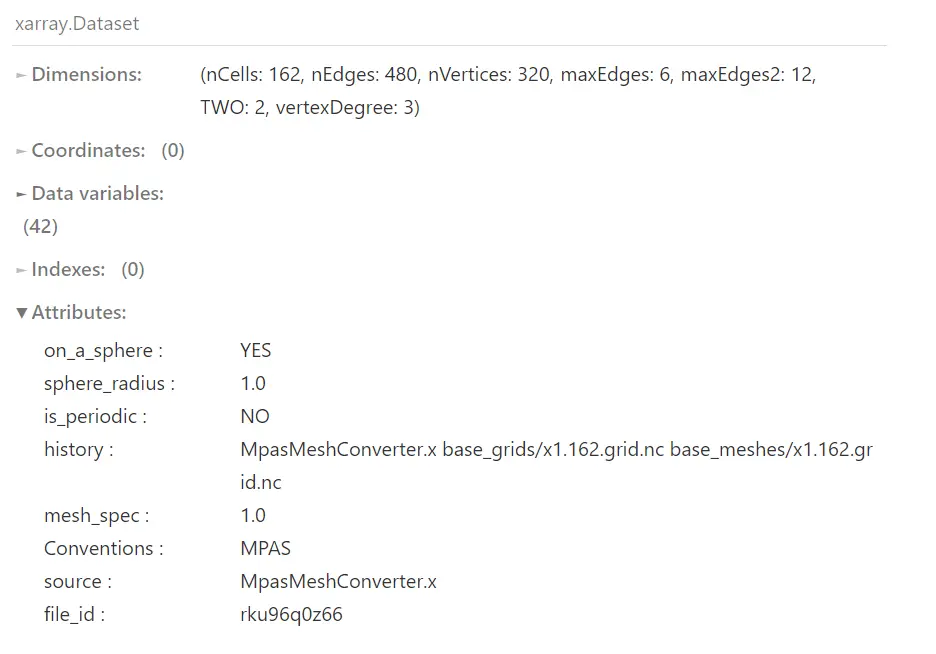 xarray.Dataset
► Dimensions: (nCells: 162, nEdges: 480, nVertices: 320, maxEdges: 6, maxEdges2: 12,
TWO: 2, vertexDegree: 3)
► Coordinates: (0)
► Data variables:
(42)
► Indexes: (0)
▼ Attributes:
on_a_sphere : YES
sphere_radius : 1.0
is_periodic : NO
history : MpasMeshConverter.x base_grids/x1.162.grid.nc base_meshes/x1.162.gr
id.nc
mesh_spec : 1.0
Conventions : MPAS
source : MpasMeshConverter.x
file_id : rku96q0z66